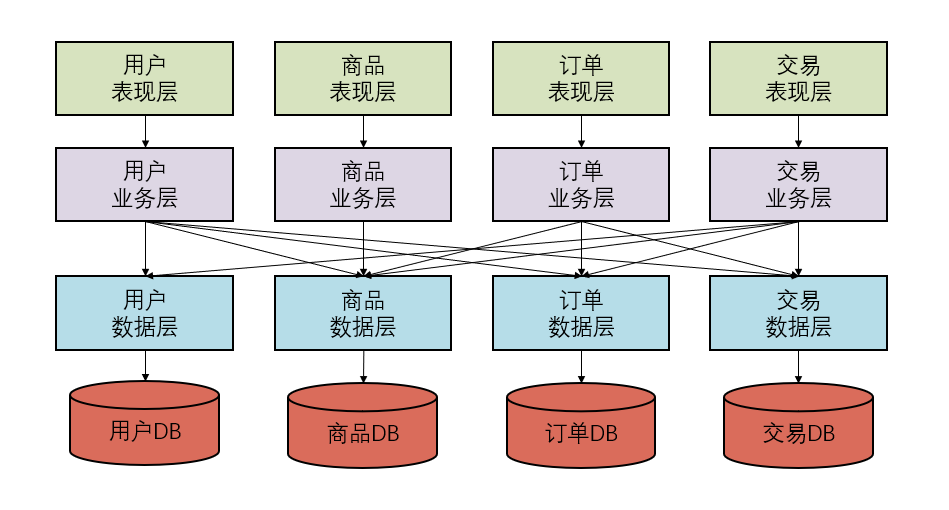 用户
表现层
商品
表现层
订单
表现层
交易
表现层
用户
业务层
商品
业务层
订单
业务层
交易
业务层
用户
数据层
商品
数据层
订单
数据层
交易
数据层
用户DB
商品DB
订单DB
交易DB